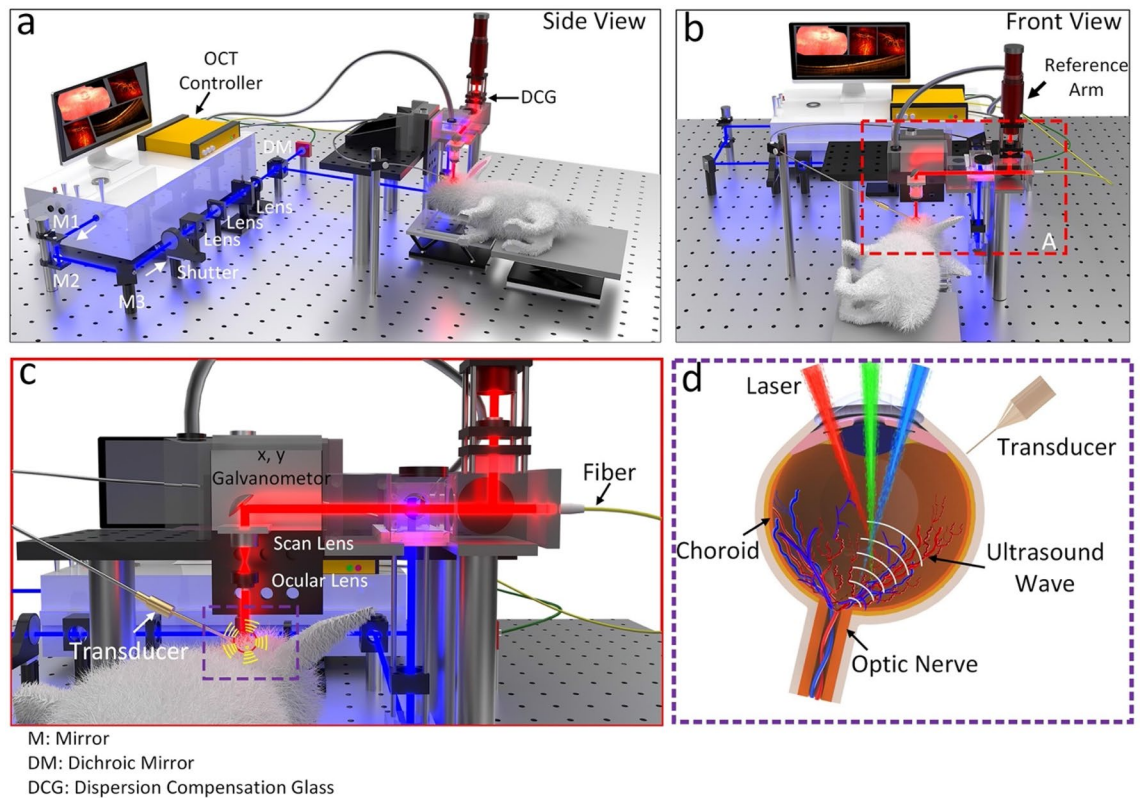 a
Side View
OCT
Controller
DCG
DM
Lens
Lens
Lens
Shutter
M1
M2
M3
b
Front View
Reference
Arm
A
c
x, y
Galvanometor
Fiber
Scan Lens
Ocular Lens
Transducer
d
Laser
Transducer
Choroid
Ultrasound
Wave
Optic Nerve
M: Mirror
DM: Dichroic Mirror
DCG: Dispersion Compensation Glass